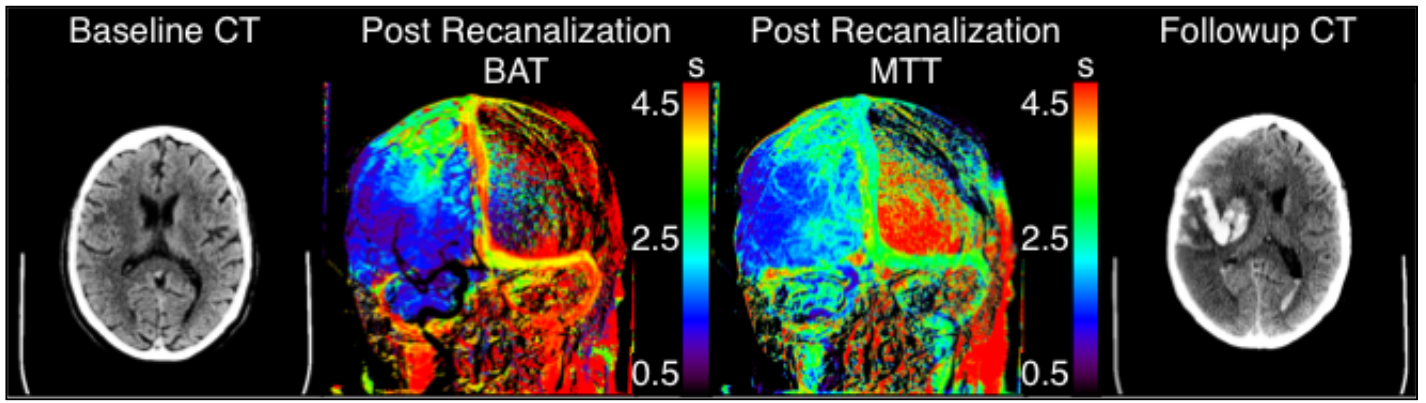 Baseline CT
Post Recanalization
BAT
s
4.5
2.5
0.5
Post Recanalization
MTT
s
4.5
2.5
0.5
Followup CT